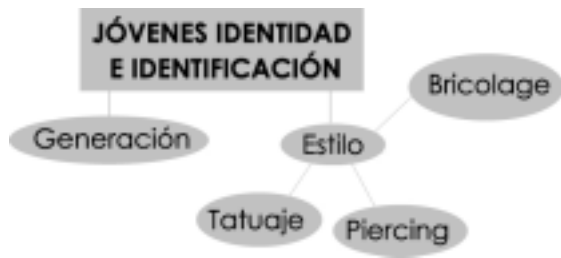 JÓVENES IDENTIDAD
E IDENTIFICACIÓN
Bricolage
Generación
Estilo
Tatuaje
Piercing